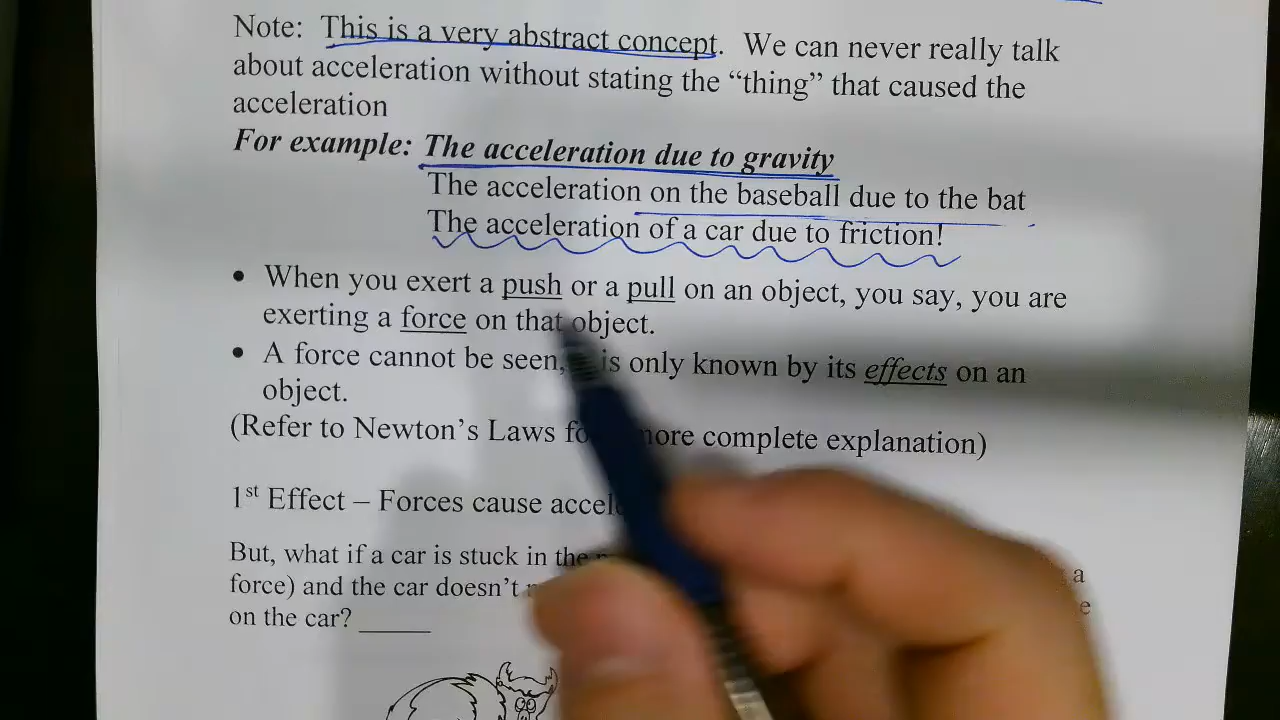 Note: This is a very abstract concept. We can never really talk
about acceleration without stating the “thing” that caused the
acceleration
For example: The acceleration due to gravity
The acceleration on the baseball due to the bat
The acceleration of a car due to friction!
• When you exert a push or a pull on an object, you say, you are
exerting a force on that object.
• A force cannot be seen, is only known by its effects on an
object.
(Refer to Newton’s Laws more complete explanation)
1st Effect – Forces cause
But, what if a car is stuck in the a
force) and the car doesn’t
on the car? _____